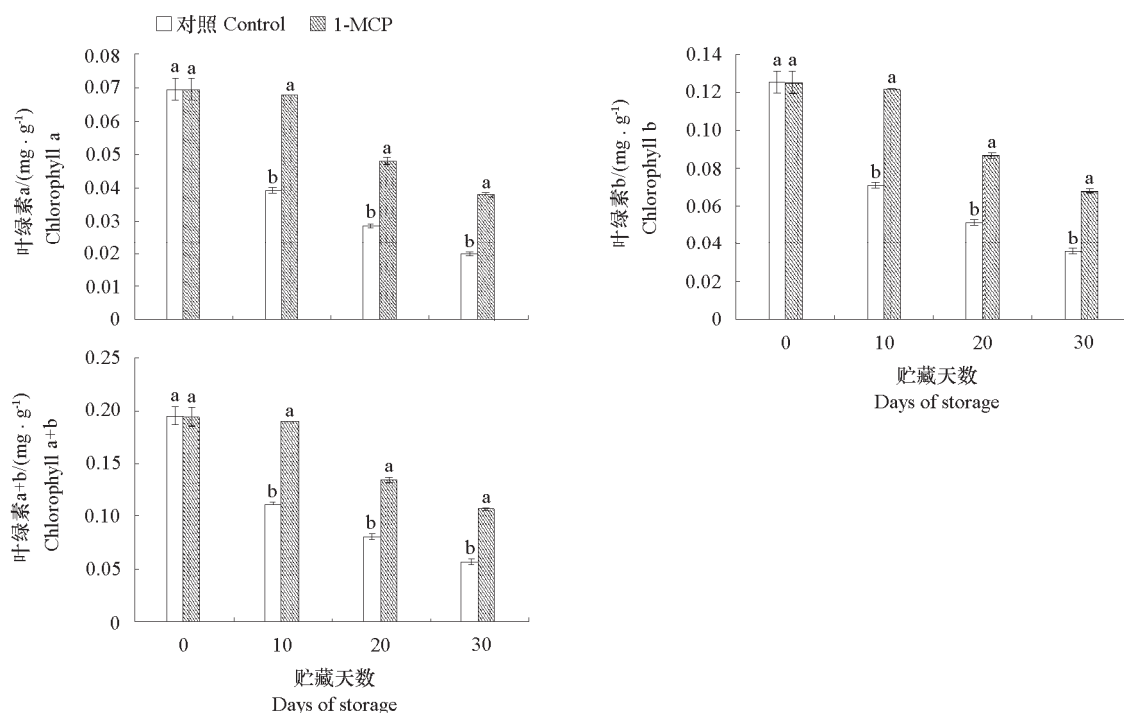 对照 Control 1-MCP
叶绿素a/(mg · g⁻¹)
Chlorophyll a
0.08
0.07
0.06
0.05
0.04
0.03
0.02
0.01
0
a a
b
a
b
a
b
a
叶绿素b/(mg · g⁻¹)
Chlorophyll b
0.14
0.12
0.10
0.08
0.06
0.04
0.02
0
a a
b
a
b
a
b
a
0 10 20 30
贮藏天数
Days of storage
叶绿素a+b/(mg · g⁻¹)
Chlorophyll a+b
0.25
0.20
0.15
0.10
0.05
0
a a
b
a
b
a
b
a
0 10 20 30
贮藏天数
Days of storage